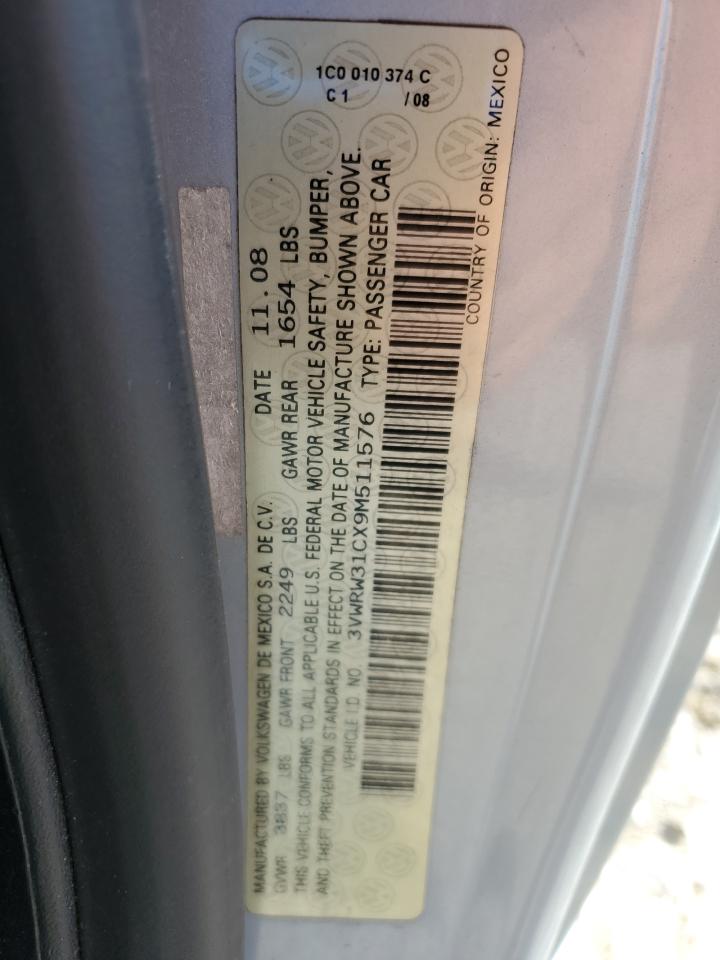 1C0 010 374 C
C 1 / 08
MANUFACTURED BY VOLKSWAGEN DE MEXICO S.A. DE C.V. DATE 11.08
GVWR 3837 LBS GAWR FRONT 2249 LBS GAWR REAR 1654 LBS
THIS VEHICLE CONFORMS TO ALL APPLICABLE U.S. FEDERAL MOTOR VEHICLE SAFETY, BUMPER,
AND THEFT PREVENTION STANDARDS IN EFFECT ON THE DATE OF MANUFACTURE SHOWN ABOVE.
VEHICLE I.D. NO. 3VWRW31CX9M511576 TYPE: PASSENGER CAR
COUNTRY OF ORIGIN: MEXICO